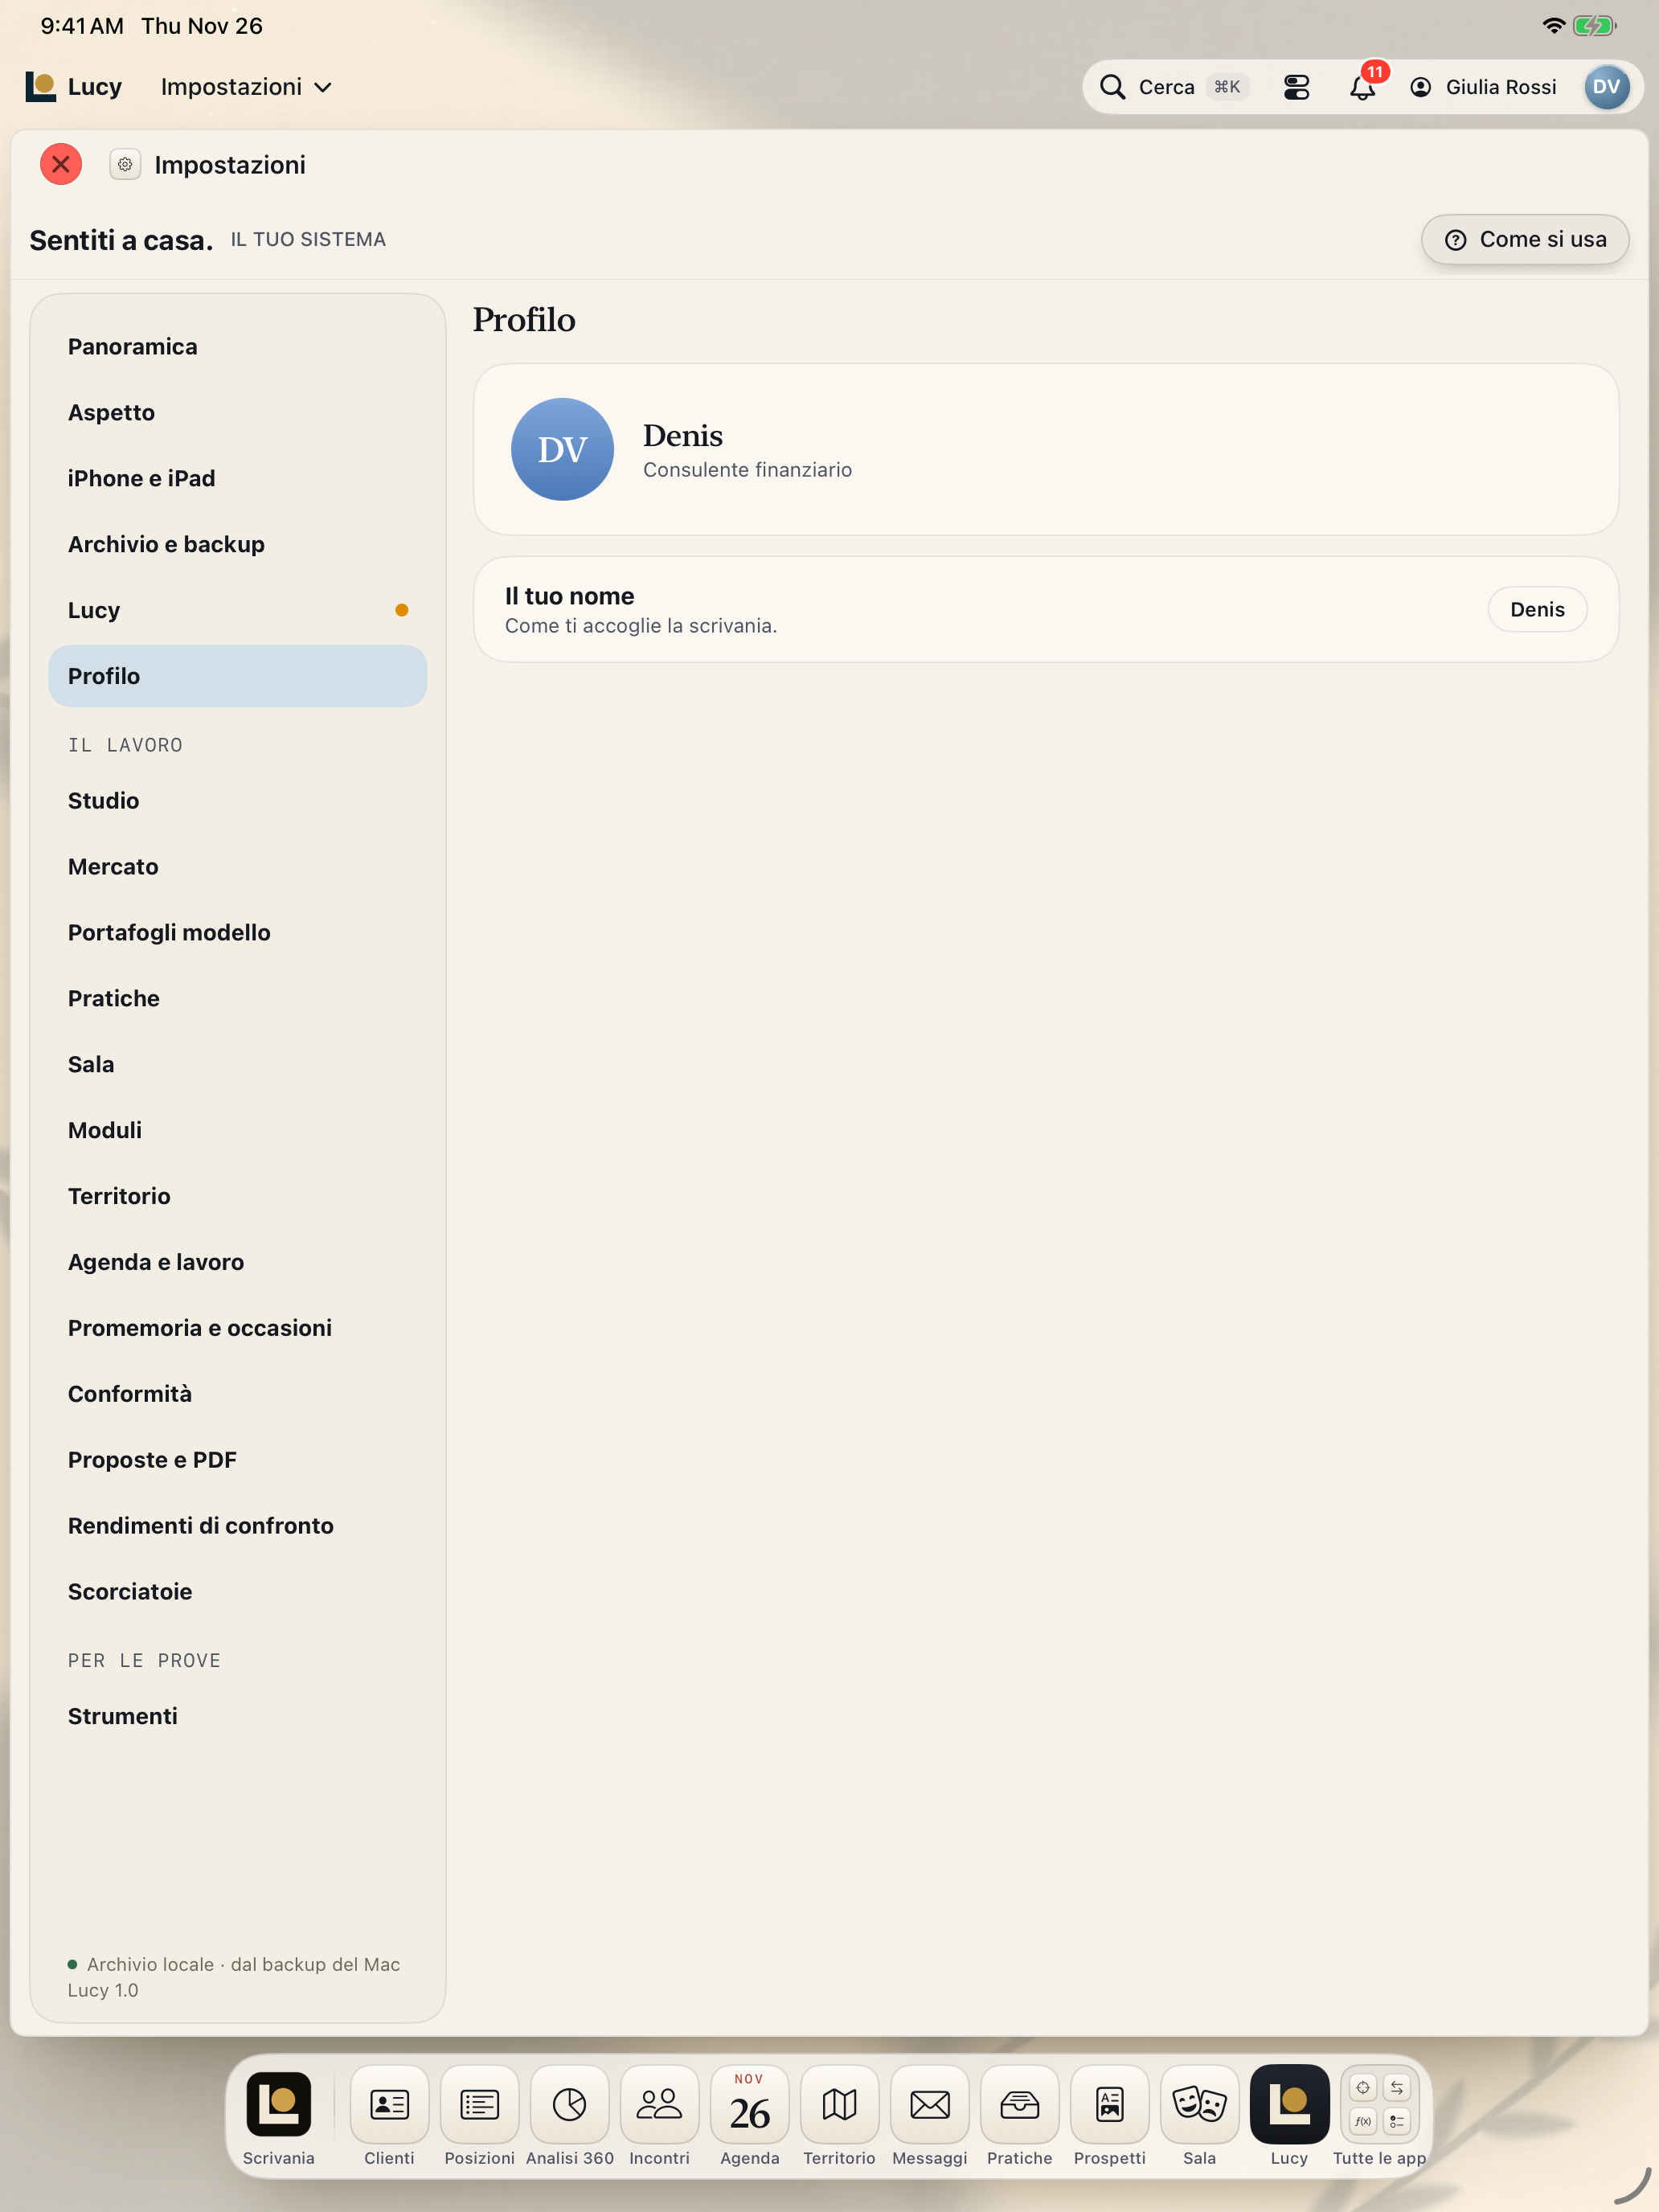 9:41 AM Thu Nov 26
Lucy
Impostazioni
Cerca ⌘K
11
Giulia Rossi
DV
Impostazioni
Sentiti a casa. IL TUO SISTEMA
Come si usa
Panoramica
Aspetto
iPhone e iPad
Archivio e backup
Lucy
Profilo
IL LAVORO
Studio
Mercato
Portafogli modello
Pratiche
Sala
Moduli
Territorio
Agenda e lavoro
Promemoria e occasioni
Conformità
Proposte e PDF
Rendimenti di confronto
Scorciatoie
PER LE PROVE
Strumenti
Archivio locale · dal backup del Mac
Lucy 1.0
Profilo
DV
Denis
Consulente finanziario
Il tuo nome
Come ti accoglie la scrivania.
Denis
Scrivania
Clienti
Posizioni
Analisi 360
Incontri
NOV
26
Agenda
Territorio
Messaggi
Pratiche
A
Prospetti
Sala
Lucy
f(x)
Tutte le app